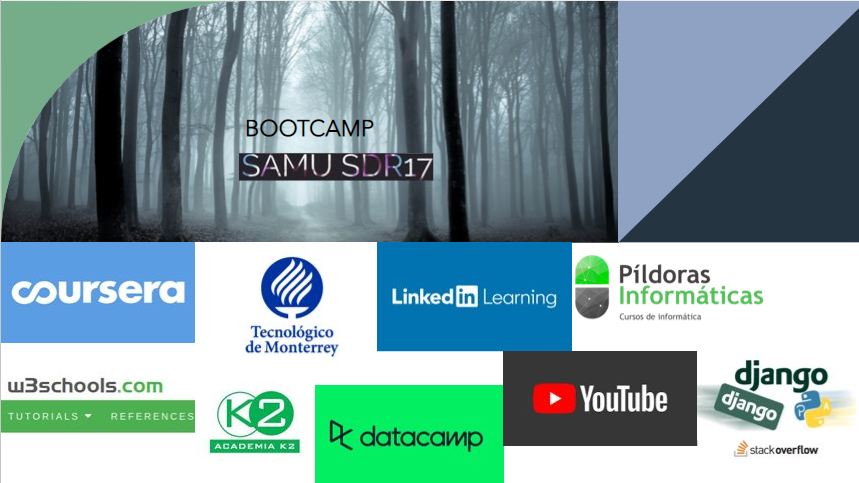 BOOTCAMP
SAMU SDR17
coursera
Tecnológico
de Monterrey
Linked in Learning
Píldoras
Informáticas
Cursos de informática
w3schools.com
TUTORIALS REFERENCES
K2
ACADEMIA K2
datacamp
YouTube
django
django
stackoverflow